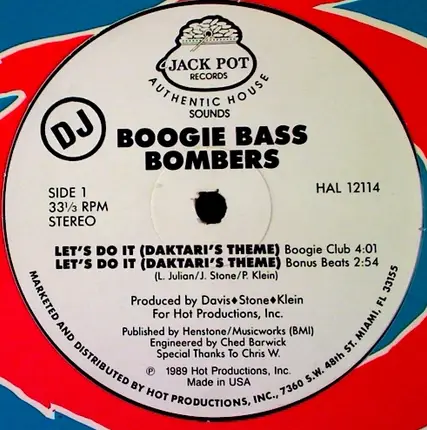 JACK POT
RECORDS
AUTHENTIC HOUSE
SOUNDS
DJ
BOOGIE BASS
BOMBERS
SIDE 1
33⅓ RPM
STEREO
HAL 12114
LET'S DO IT (DAKTARI'S THEME) Boogie Club 4:01
LET'S DO IT (DAKTARI'S THEME) Bonus Beats 2:54
(L. Julian/J. Stone/P. Klein)
Produced by Davis♦Stone♦Klein
For Hot Productions, Inc.
Published by Henstone/Musicworks (BMI)
Engineered by Ched Barwick
Special Thanks To Chris W.
℗ 1989 Hot Productions, Inc.
Made in USA
MARKETED AND DISTRIBUTED BY HOT PRODUCTIONS, INC., 7360 S.W. 48th ST. MIAMI, FL 33155